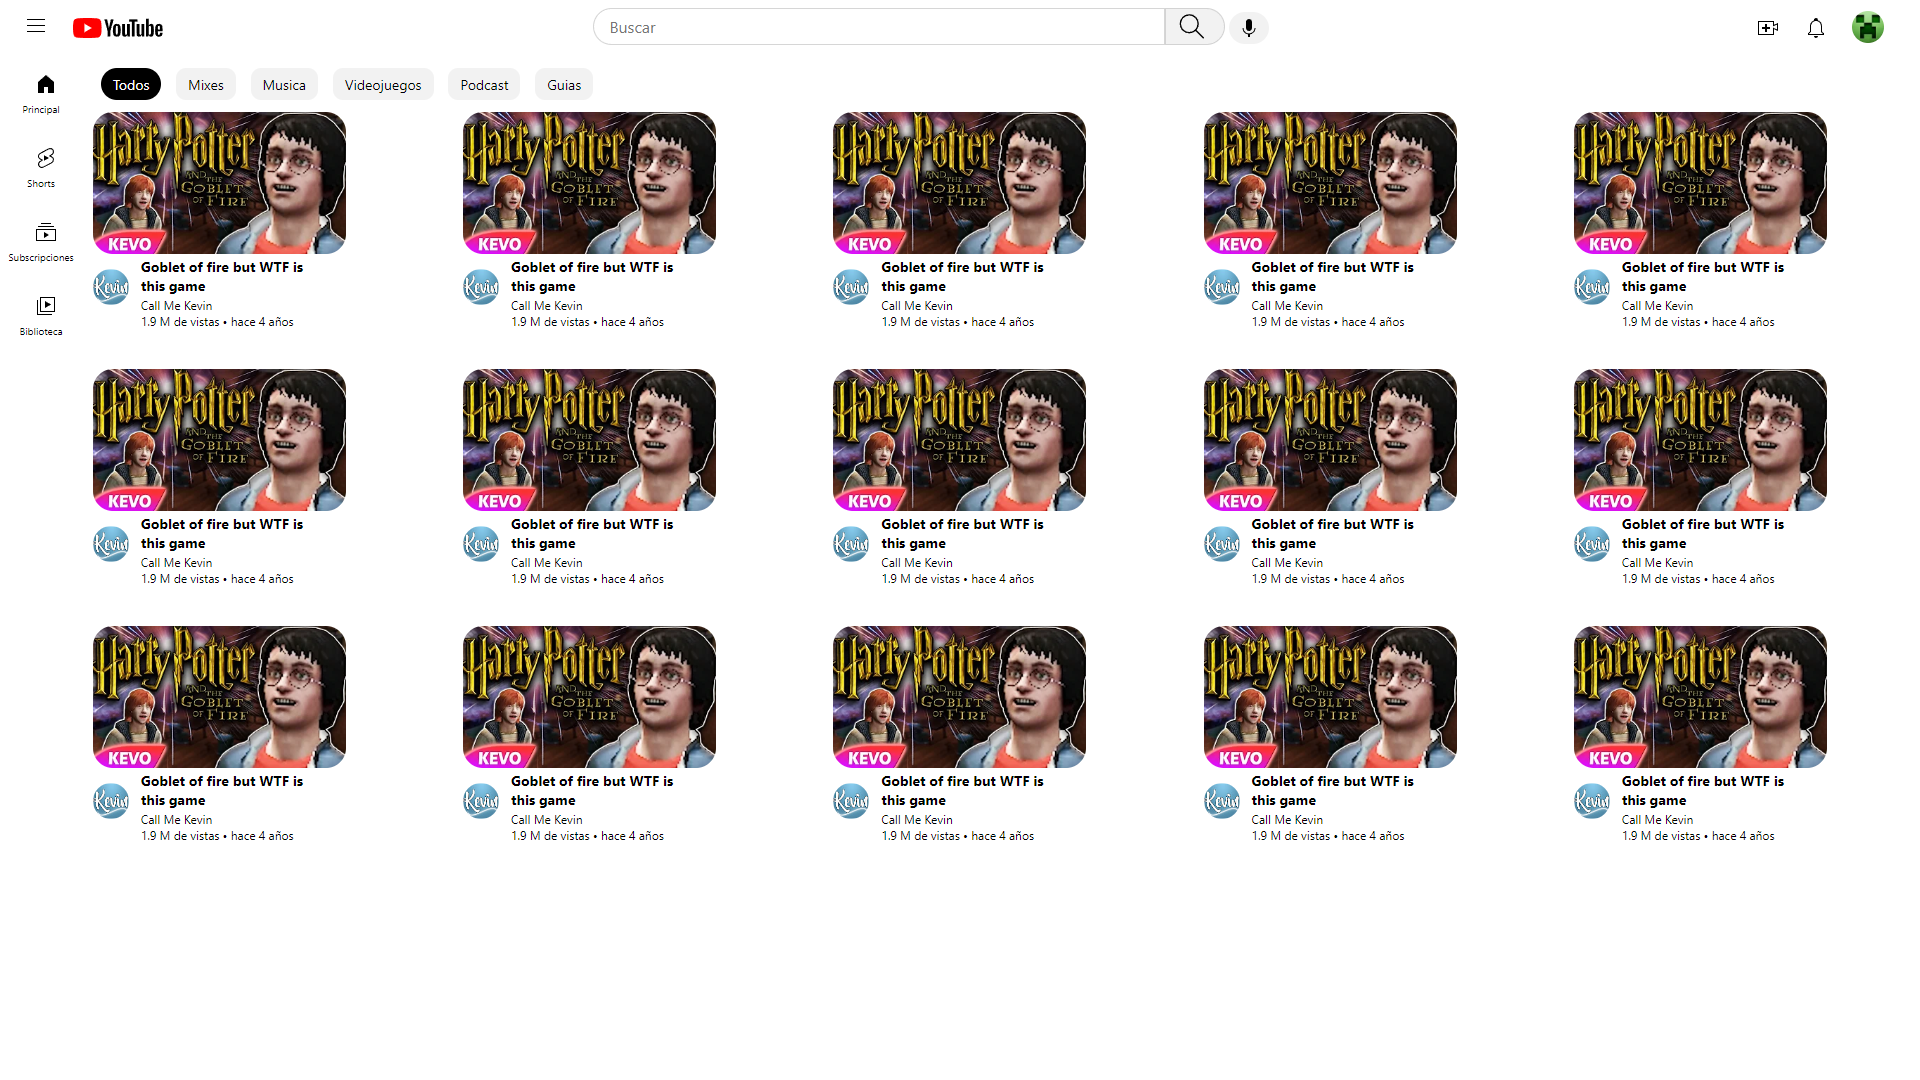 YouTube
Buscar
Todos
Mixes
Musica
Videojuegos
Podcast
Guias
Principal
Shorts
Subscripciones
Biblioteca
Harry Potter
AND THE
GOBLET
OF FIRE
KEVO
Harry Potter
AND THE
GOBLET
OF FIRE
KEVO
Harry Potter
AND THE
GOBLET
OF FIRE
KEVO
Harry Potter
AND THE
GOBLET
OF FIRE
KEVO
Harry Potter
AND THE
GOBLET
OF FIRE
KEVO
Kevin
Goblet of fire but WTF is
this game
Call Me Kevin
1.9 M de vistas • hace 4 años
Kevin
Goblet of fire but WTF is
this game
Call Me Kevin
1.9 M de vistas • hace 4 años
Kevin
Goblet of fire but WTF is
this game
Call Me Kevin
1.9 M de vistas • hace 4 años
Kevin
Goblet of fire but WTF is
this game
Call Me Kevin
1.9 M de vistas • hace 4 años
Kevin
Goblet of fire but WTF is
this game
Call Me Kevin
1.9 M de vistas • hace 4 años
Harry Potter
AND THE
GOBLET
OF FIRE
KEVO
Harry Potter
AND THE
GOBLET
OF FIRE
KEVO
Harry Potter
AND THE
GOBLET
OF FIRE
KEVO
Harry Potter
AND THE
GOBLET
OF FIRE
KEVO
Harry Potter
AND THE
GOBLET
OF FIRE
KEVO
Kevin
Goblet of fire but WTF is
this game
Call Me Kevin
1.9 M de vistas • hace 4 años
Kevin
Goblet of fire but WTF is
this game
Call Me Kevin
1.9 M de vistas • hace 4 años
Kevin
Goblet of fire but WTF is
this game
Call Me Kevin
1.9 M de vistas • hace 4 años
Kevin
Goblet of fire but WTF is
this game
Call Me Kevin
1.9 M de vistas • hace 4 años
Kevin
Goblet of fire but WTF is
this game
Call Me Kevin
1.9 M de vistas • hace 4 años
Harry Potter
AND THE
GOBLET
OF FIRE
KEVO
Harry Potter
AND THE
GOBLET
OF FIRE
KEVO
Harry Potter
AND THE
GOBLET
OF FIRE
KEVO
Harry Potter
AND THE
GOBLET
OF FIRE
KEVO
Harry Potter
AND THE
GOBLET
OF FIRE
KEVO
Kevin
Goblet of fire but WTF is
this game
Call Me Kevin
1.9 M de vistas • hace 4 años
Kevin
Goblet of fire but WTF is
this game
Call Me Kevin
1.9 M de vistas • hace 4 años
Kevin
Goblet of fire but WTF is
this game
Call Me Kevin
1.9 M de vistas • hace 4 años
Kevin
Goblet of fire but WTF is
this game
Call Me Kevin
1.9 M de vistas • hace 4 años
Kevin
Goblet of fire but WTF is
this game
Call Me Kevin
1.9 M de vistas • hace 4 años